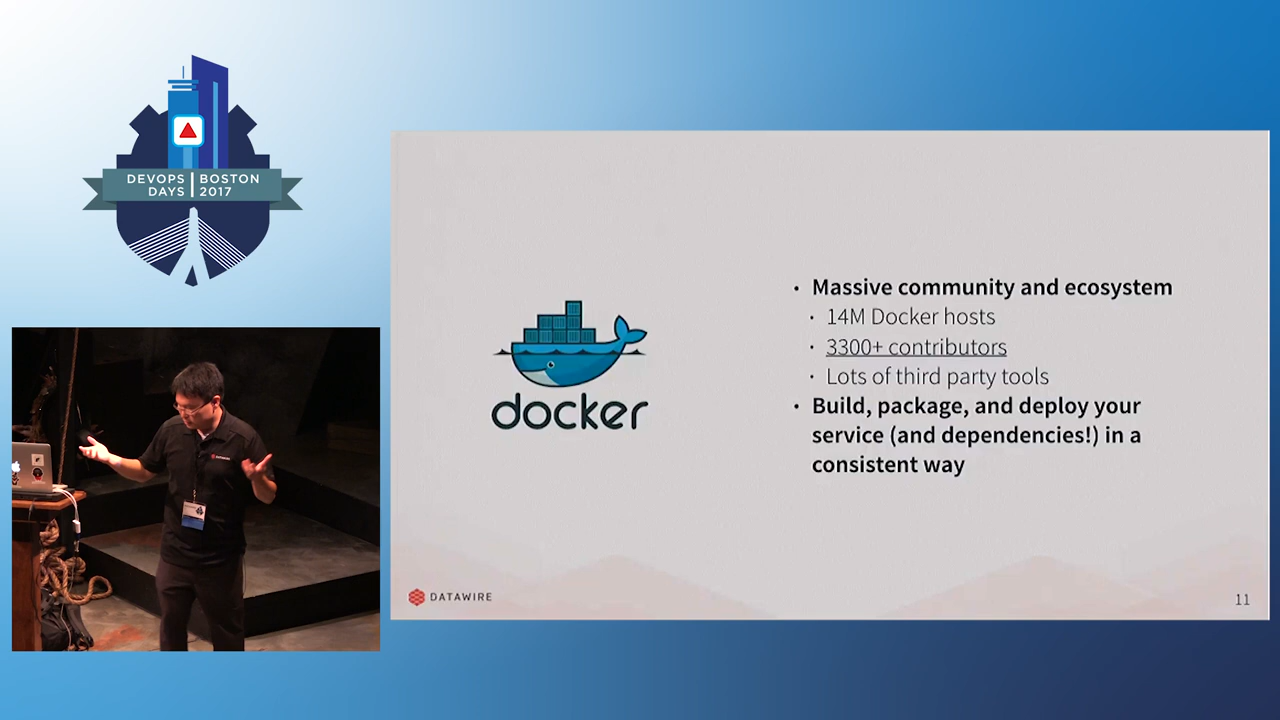 DEVOPS BOSTON
DAYS 2017
docker
• Massive community and ecosystem
• 14M Docker hosts
• 3300+ contributors
• Lots of third party tools
• Build, package, and deploy your
service (and dependencies!) in a
consistent way
DATAWIRE
DATAWIRE
11